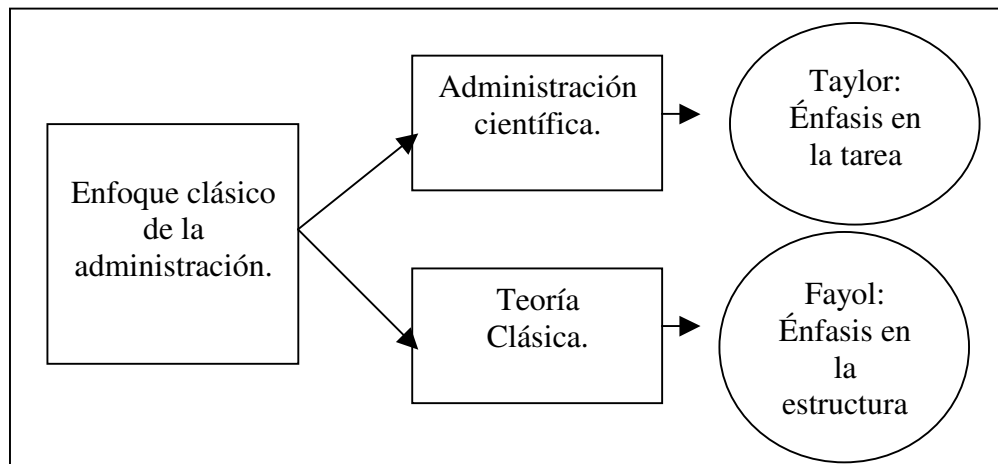 Enfoque clásico
de la
administración.
Administración
científica.
Taylor:
Énfasis en
la tarea
Teoría
Clásica.
Fayol:
Énfasis en
la
estructura